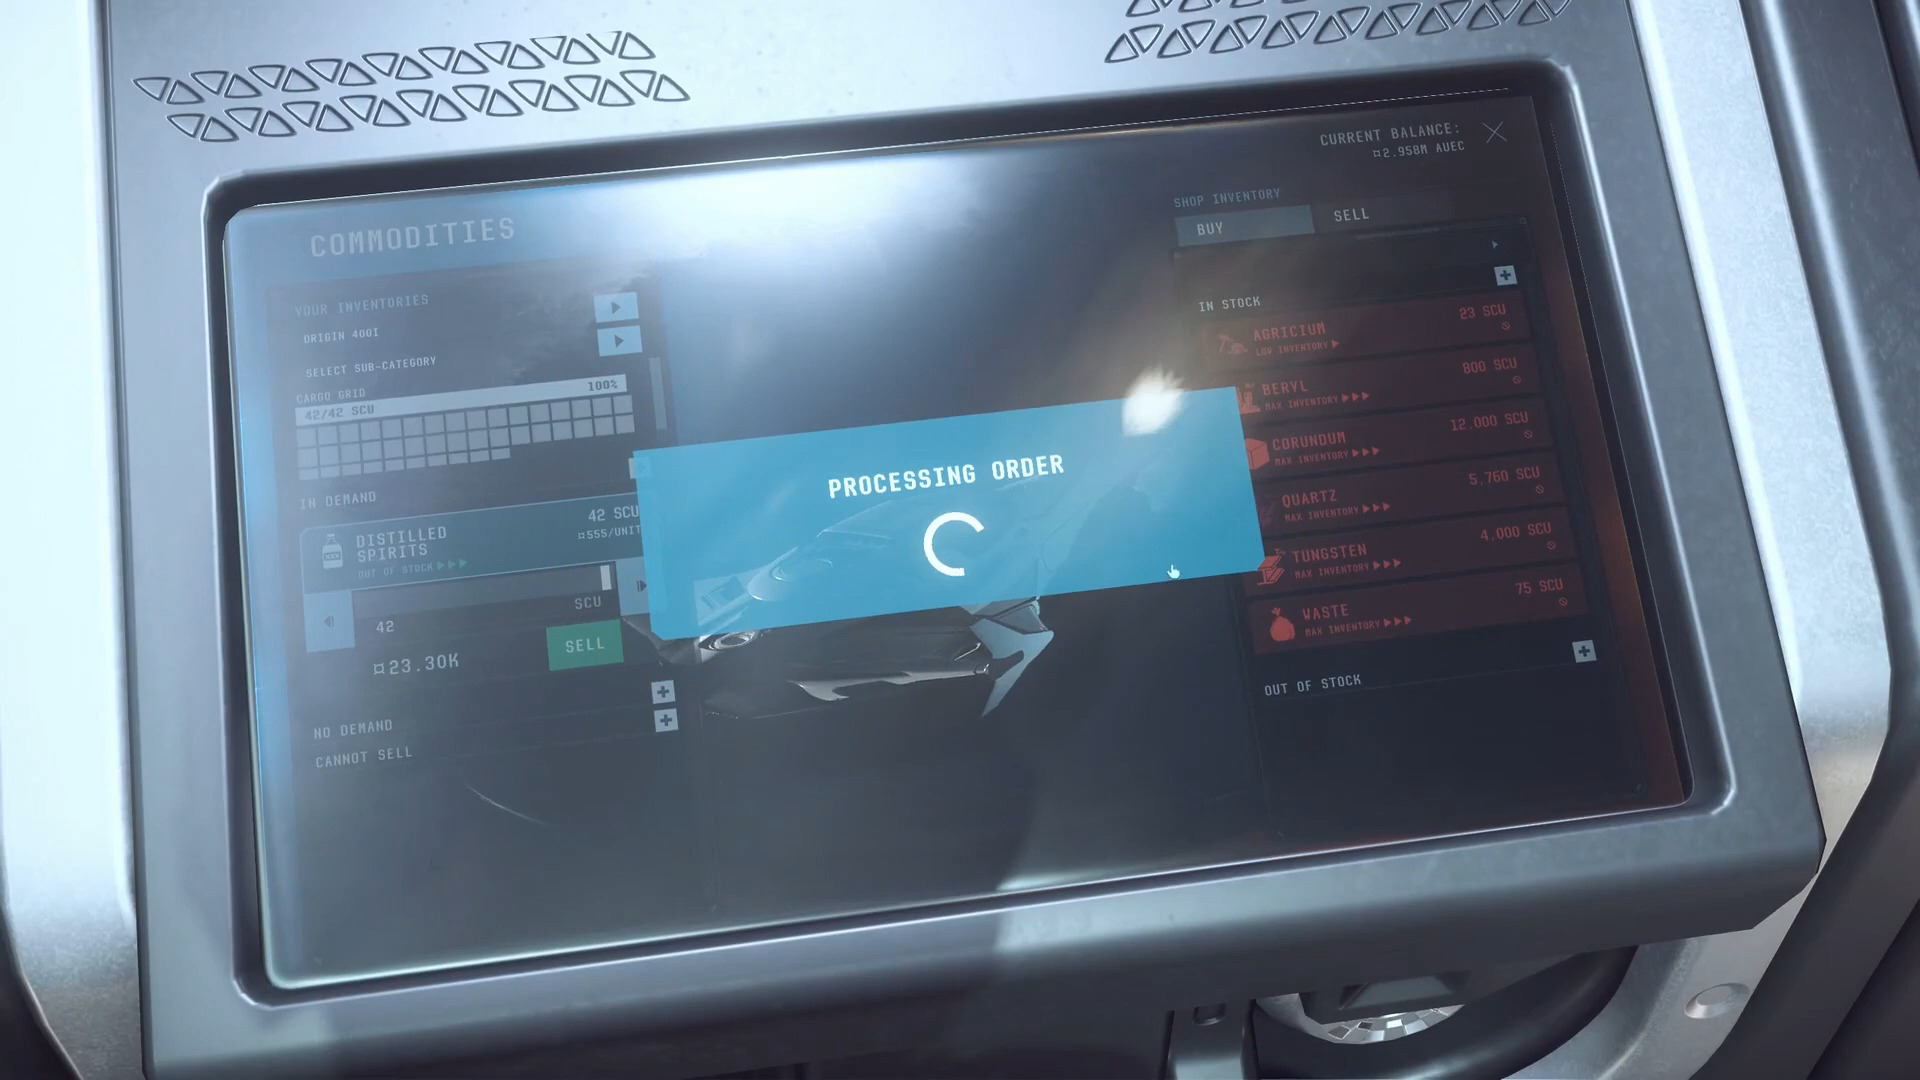 CURRENT BALANCE:
¤2.958M AUEC
COMMODITIES
YOUR INVENTORIES
ORIGIN 400I
SELECT SUB-CATEGORY
CARGO GRID
100%
42/42 SCU
IN DEMAND
DISTILLED
SPIRITS
OUT OF STOCK
42 SCU
¤555/UNIT
SCU
42
¤23.30K
SELL
NO DEMAND
CANNOT SELL
PROCESSING ORDER
SHOP INVENTORY
BUY
SELL
IN STOCK
AGRICIUM
LOW INVENTORY
23 SCU
BERYL
MAX INVENTORY
800 SCU
CORUNDUM
MAX INVENTORY
12,000 SCU
QUARTZ
MAX INVENTORY
5,760 SCU
TUNGSTEN
MAX INVENTORY
4,000 SCU
WASTE
MAX INVENTORY
75 SCU
OUT OF STOCK